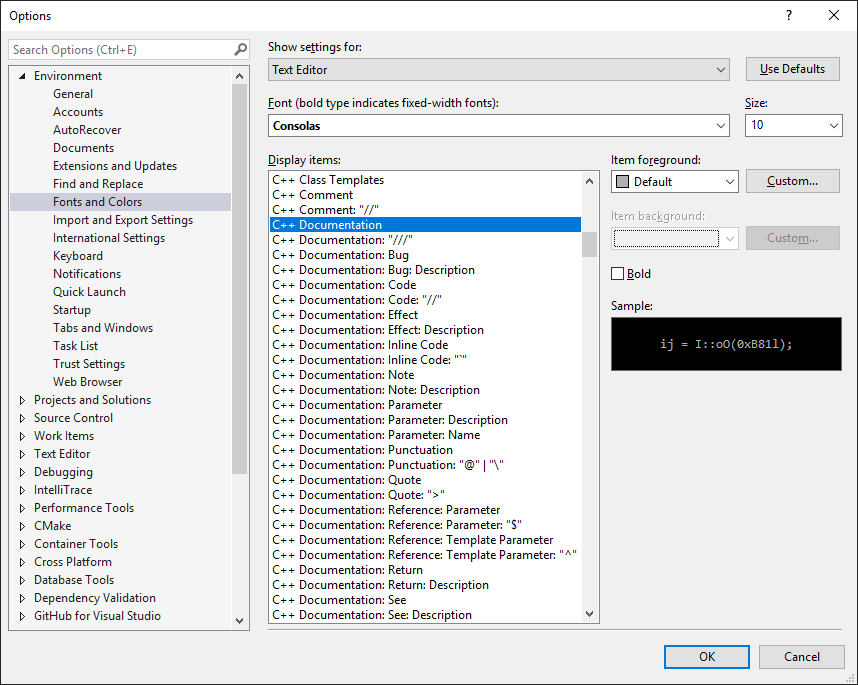 Options
?
Search Options (Ctrl+E)
Environment
General
Accounts
AutoRecover
Documents
Extensions and Updates
Find and Replace
Fonts and Colors
Import and Export Settings
International Settings
Keyboard
Notifications
Quick Launch
Startup
Tabs and Windows
Task List
Trust Settings
Web Browser
Projects and Solutions
Source Control
Work Items
Text Editor
Debugging
IntelliTrace
Performance Tools
CMake
Container Tools
Cross Platform
Database Tools
Dependency Validation
GitHub for Visual Studio
Show settings for:
Text Editor
Use Defaults
Font (bold type indicates fixed-width fonts):
Size:
Consolas
10
Display items:
C++ Class Templates
C++ Comment
C++ Comment: "//"
C++ Documentation
C++ Documentation: "///"
C++ Documentation: Bug
C++ Documentation: Bug: Description
C++ Documentation: Code
C++ Documentation: Code: "//"
C++ Documentation: Effect
C++ Documentation: Effect: Description
C++ Documentation: Inline Code
C++ Documentation: Inline Code: "`"
C++ Documentation: Note
C++ Documentation: Note: Description
C++ Documentation: Parameter
C++ Documentation: Parameter: Description
C++ Documentation: Parameter: Name
C++ Documentation: Punctuation
C++ Documentation: Punctuation: "@" | "\"
C++ Documentation: Quote
C++ Documentation: Quote: ">"
C++ Documentation: Reference: Parameter
C++ Documentation: Reference: Parameter: "$"
C++ Documentation: Reference: Template Parameter
C++ Documentation: Reference: Template Parameter: "^"
C++ Documentation: Return
C++ Documentation: Return: Description
C++ Documentation: See
C++ Documentation: See: Description
Item foreground:
Default
Custom...
Item background:
Custom...
Bold
Sample:
ij = I::oO(0xB81l);
OK
Cancel